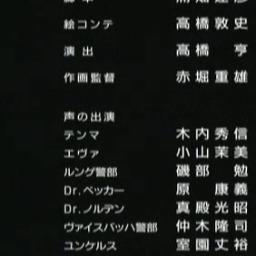 絵コンテ 高橋敦史
演出 高橋 亨
作画監督 赤堀重雄
声の出演
テンマ 木内秀信
エヴァ 小山茉美
ルンゲ警部 磯部 勉
Dr.ベッカー 原 康義
Dr.ノルテン 真殿光昭
ヴァイスバッハ警部 仲木隆司
ユンケルス 室園丈裕